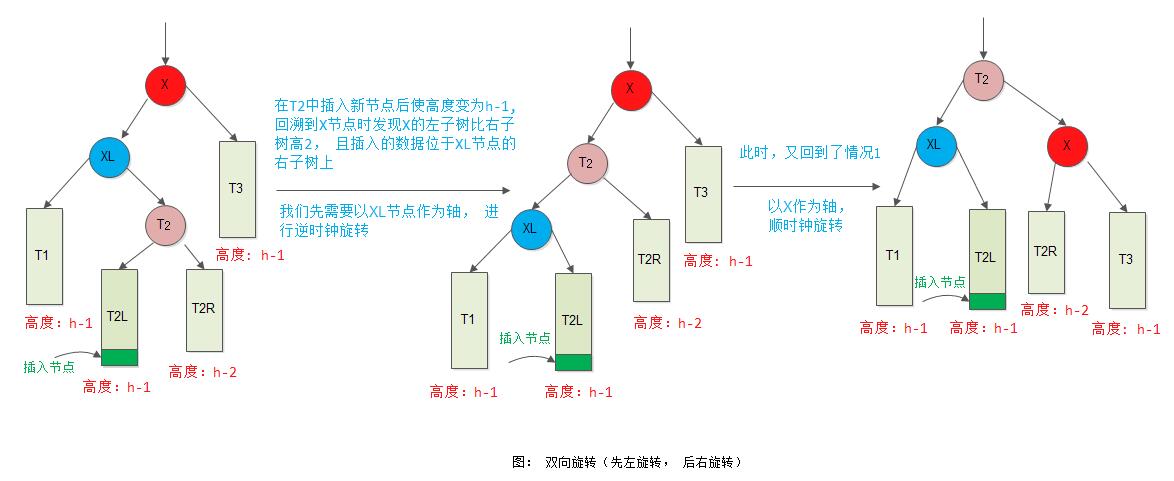 X
XL
T3
T1
T2
高度: h-1
T2L
T2R
高度: h-1
插入节点
高度: h-2
高度: h-1
在T2中插入新节点后使高度变为h-1,
回溯到X节点时发现X的左子树比右子
树高2, 且插入的数据位于XL节点的
右子树上
我们先需要以XL节点作为轴, 进
行逆时钟旋转
X
T2
T3
XL
T2R
高度: h-1
T1
T2L
高度: h-2
插入节点
高度: h-1
高度: h-1
此时, 又回到了情况1
以X作为轴,
顺时钟旋转
T2
XL
X
T1
T2L
T2R
T3
插入节点
高度: h-2
高度: h-1
高度: h-1
高度: h-1
图: 双向旋转(先左旋转, 后右旋转)